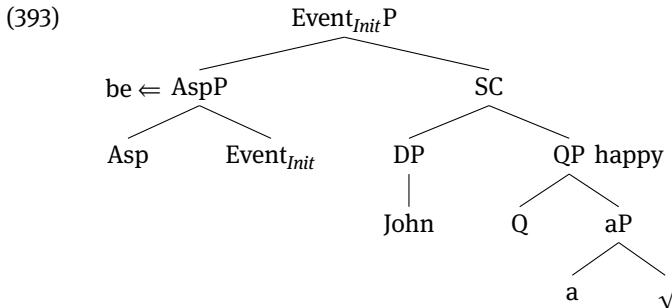 (393) Event_Init P
be ⇐ AspP SC
Asp Event_Init DP QP happy
John Q aP
a √